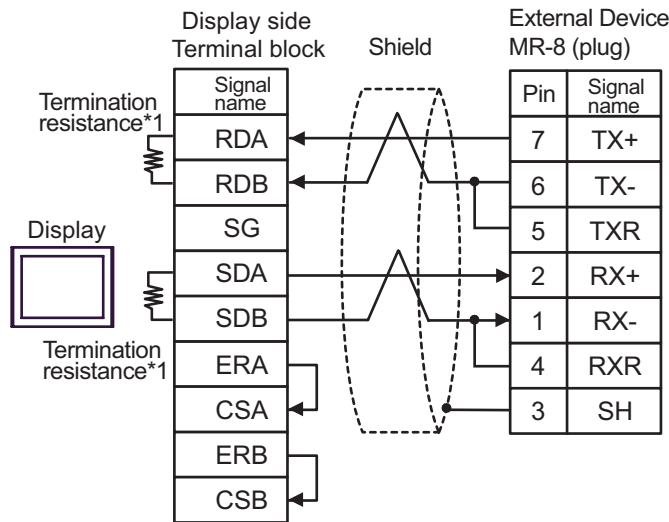 Display side
Terminal block
Shield
External Device
MR-8 (plug)
Termination
resistance*1
Signal
name
RDA
RDB
SG
SDA
SDB
ERA
CSA
ERB
CSB
Display
Termination
resistance*1
Pin
Signal
name
7 TX+
6 TX-
5 TXR
2 RX+
1 RX-
4 RXR
3 SH